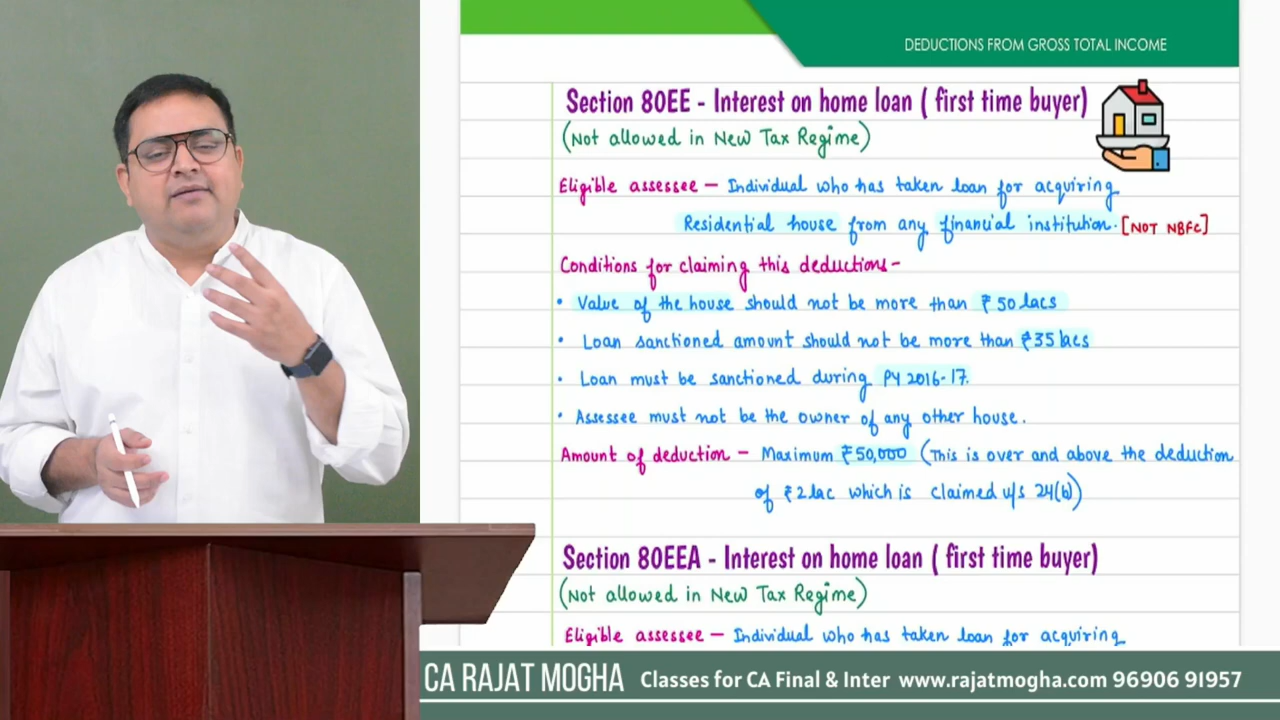 DEDUCTIONS FROM GROSS TOTAL INCOME
Section 80EE - Interest on home loan ( first time buyer)
(Not allowed in New Tax Regime)
Eligible assessee — Individual who has taken loan for acquiring
Residential house from any financial institution. [NOT NBFC]
Conditions for claiming this deductions-
• Value of the house should not be more than ₹50 lacs
• Loan sanctioned amount should not be more than ₹35 lacs
• Loan must be sanctioned during PY 2016-17.
• Assessee must not be the owner of any other house.
Amount of deduction — Maximum ₹50,000 (This is over and above the deduction
of ₹2 lac which is claimed u/s 24(b))
Section 80EEA - Interest on home loan ( first time buyer)
(Not allowed in New Tax Regime)
Eligible assessee — Individual who has taken loan for acquiring
CA RAJAT MOGHA Classes for CA Final & Inter www.rajatmogha.com 96906 91957